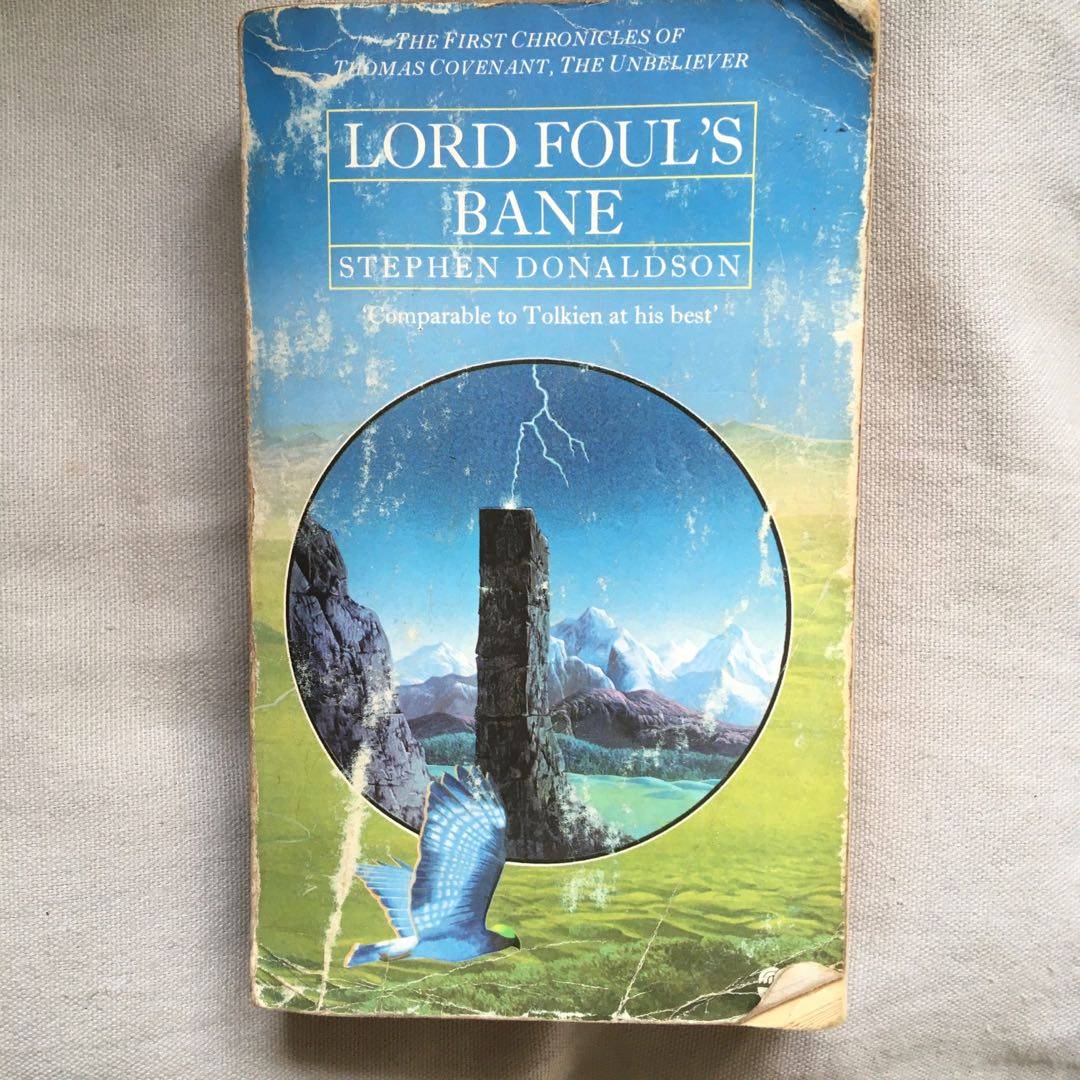 THE FIRST CHRONICLES OF
THOMAS COVENANT, THE UNBELIEVER
LORD FOUL'S
BANE
STEPHEN DONALDSON
'Comparable to Tolkien at his best'